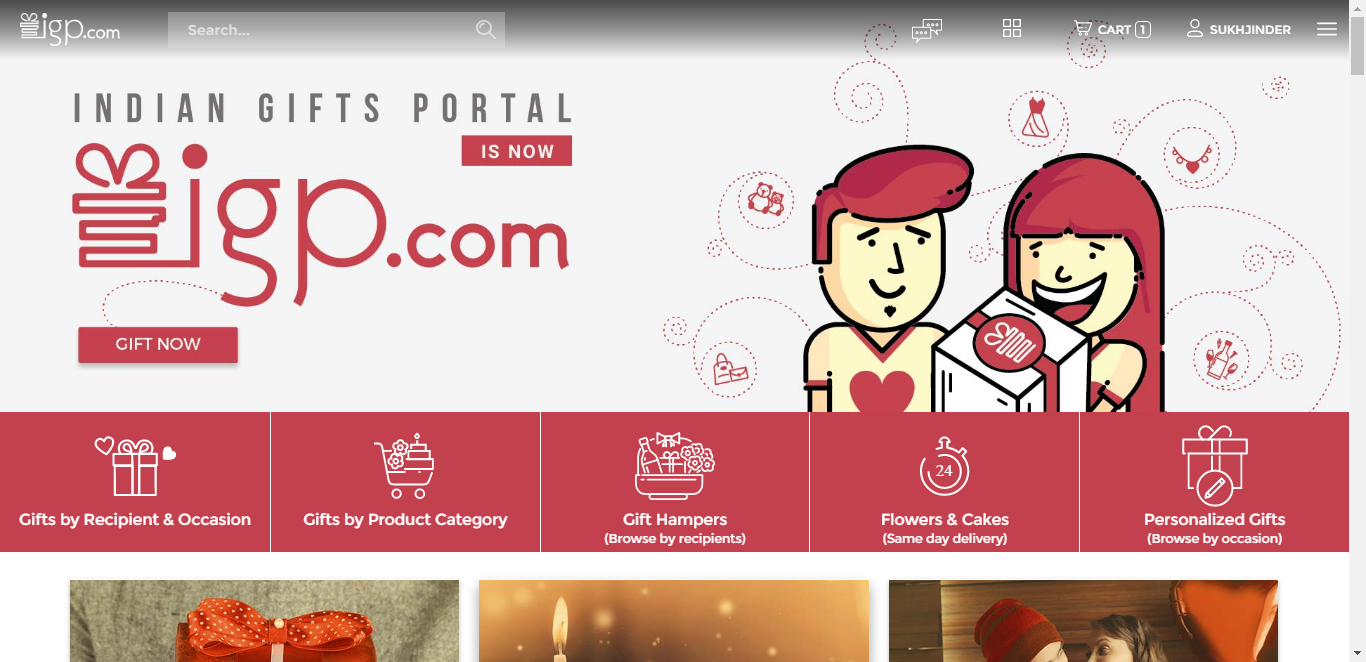 igp.com
Search...
CART 1
SUKHJINDER
INDIAN GIFTS PORTAL
IS NOW
igp.com
GIFT NOW
24
Gifts by Recipient & Occasion
Gifts by Product Category
Gift Hampers
(Browse by recipients)
Flowers & Cakes
(Same day delivery)
Personalized Gifts
(Browse by occasion)